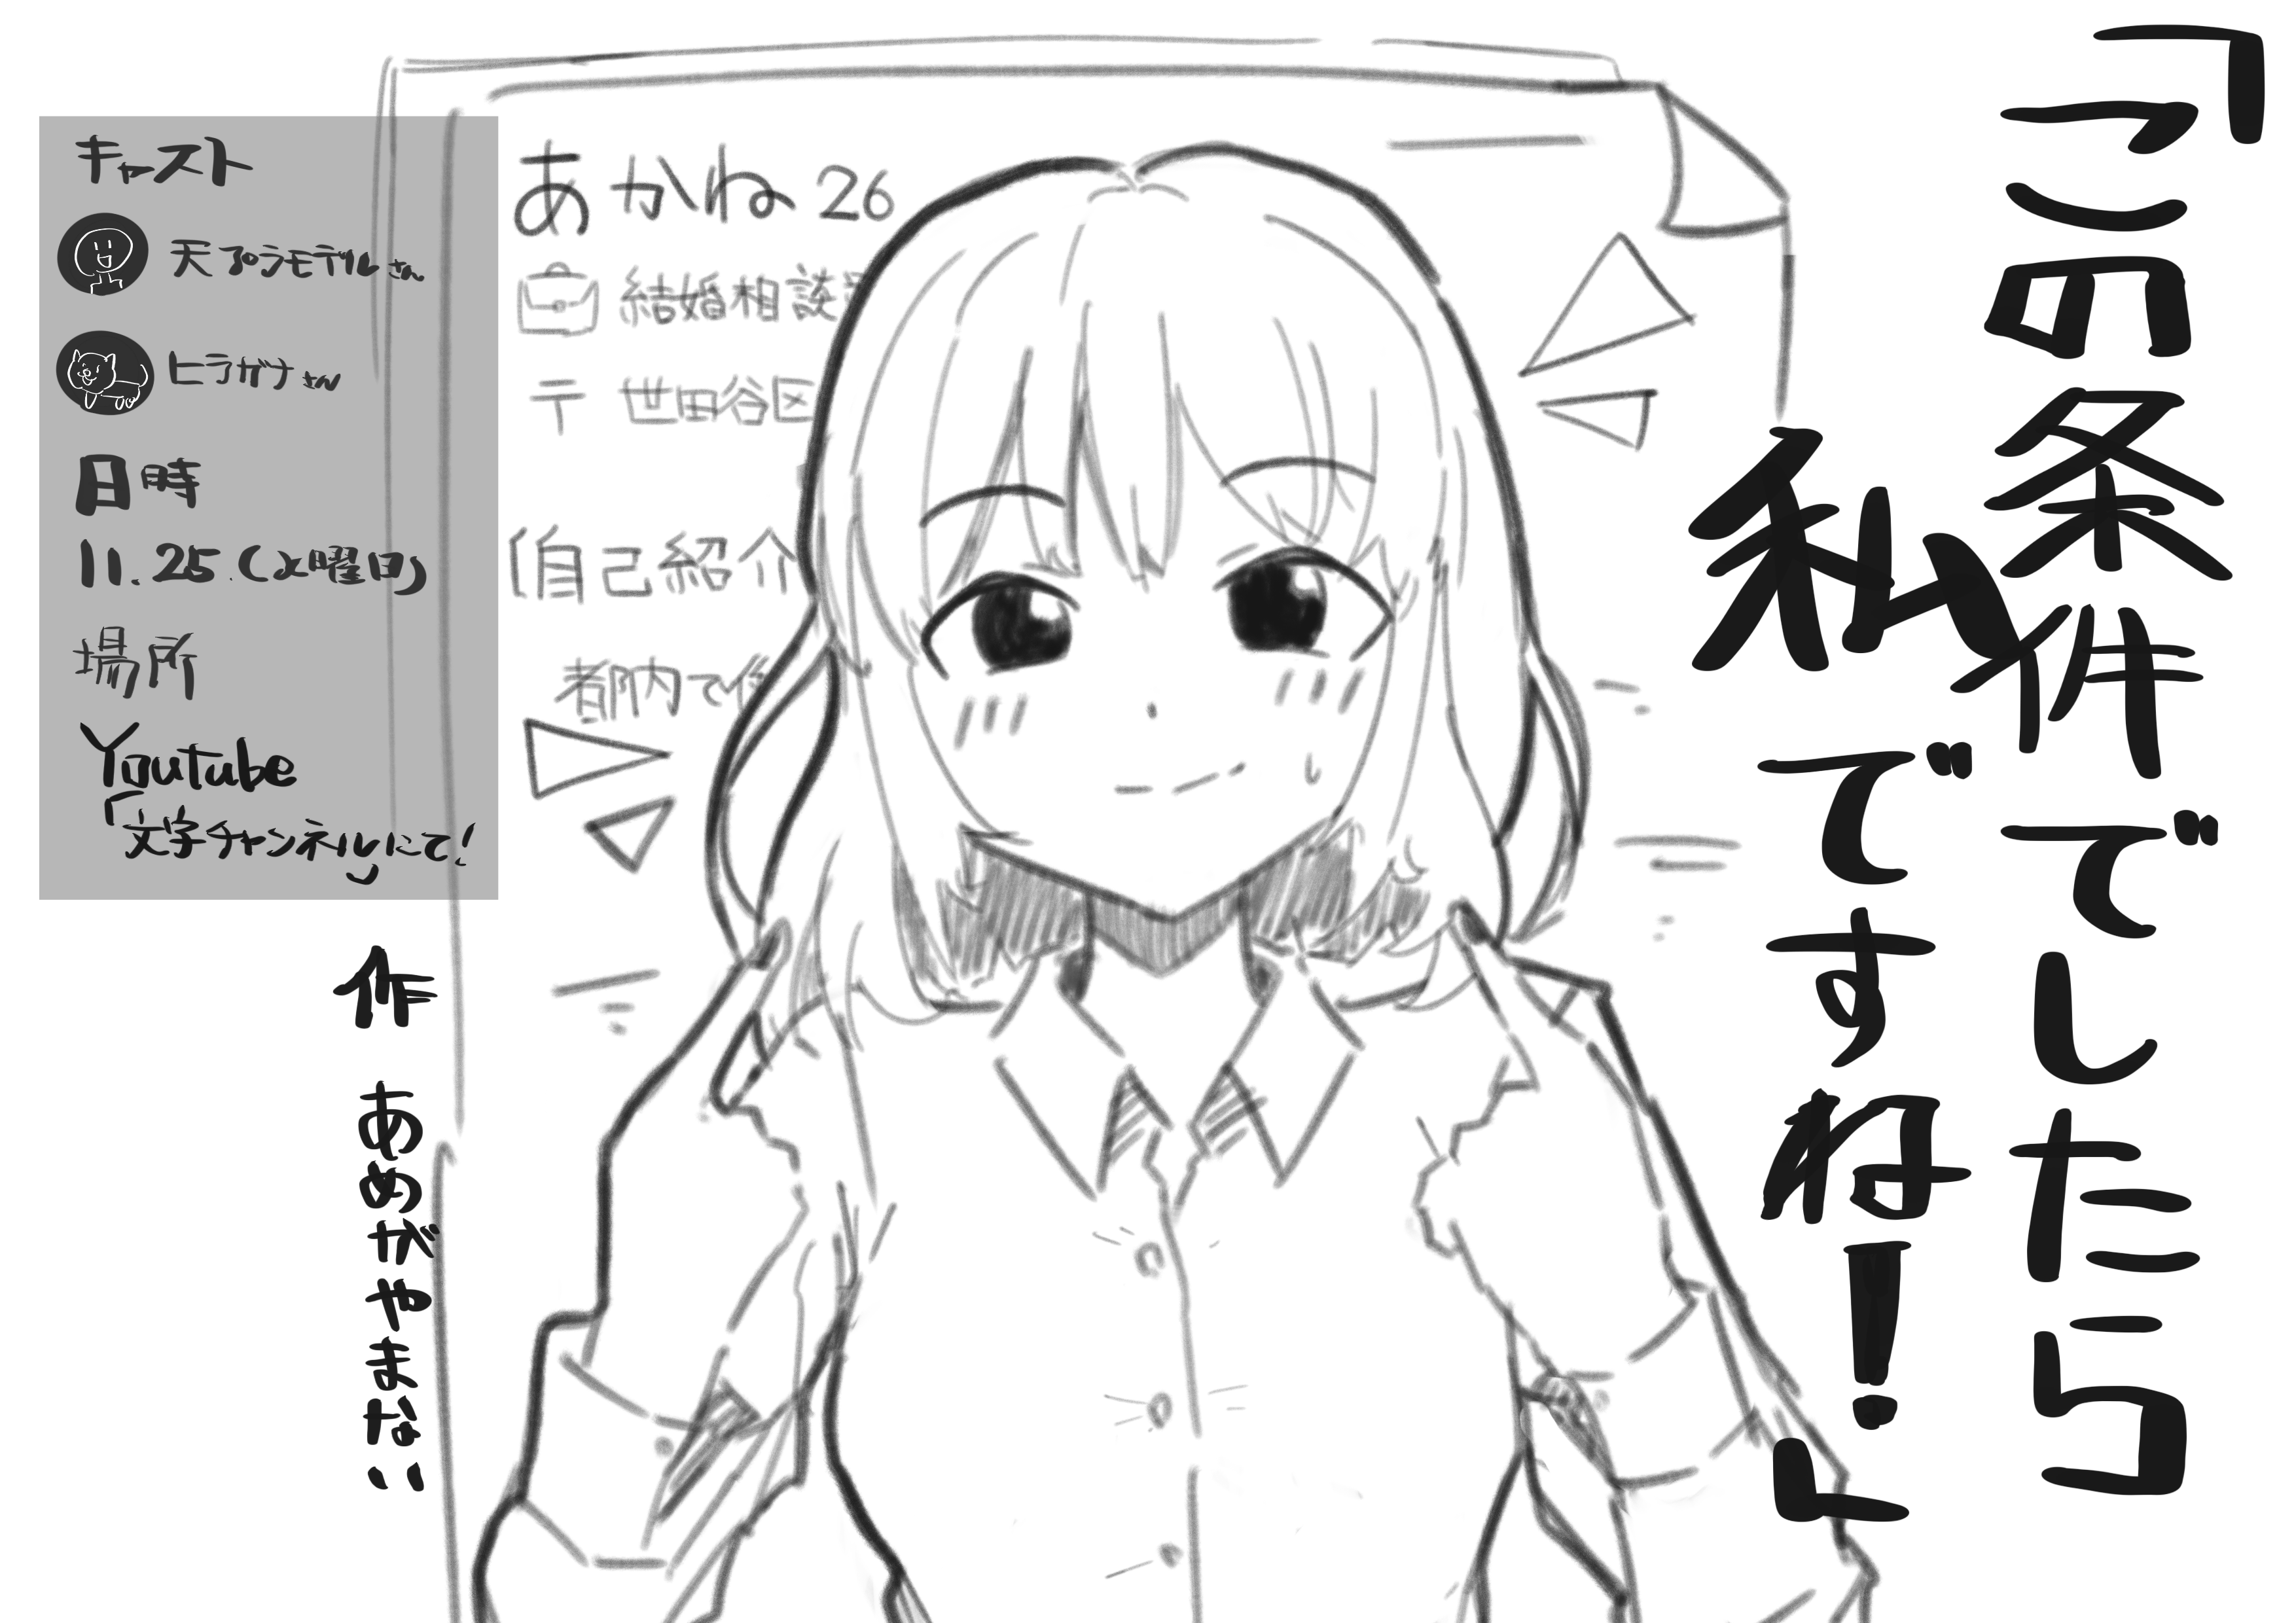 「この条件でしたら
私ですね!」
キャスト
天プラモデルさん
ヒラガナさん
日時
11.25.(火曜日)
場所
Youtube
「文字チャンネル」にて!
あかね 26
結婚相談
〒 世田谷区
(自己紹介
都内で
作 あめがやまない